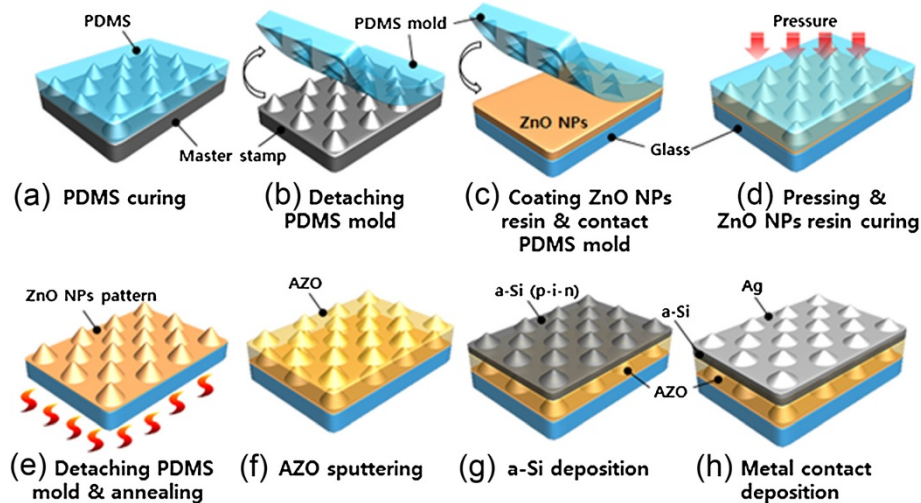 PDMS
PDMS mold
Pressure
ZnO NPs
Master stamp
Glass
(a) PDMS curing
(b) Detaching
PDMS mold
(c) Coating ZnO NPs
resin & contact
PDMS mold
(d) Pressing &
ZnO NPs resin curing
ZnO NPs pattern
AZO
a-Si (p-i-n)
Ag
a-Si
AZO
(e) Detaching PDMS
mold & annealing
(f) AZO sputtering
(g) a-Si deposition
(h) Metal contact
deposition